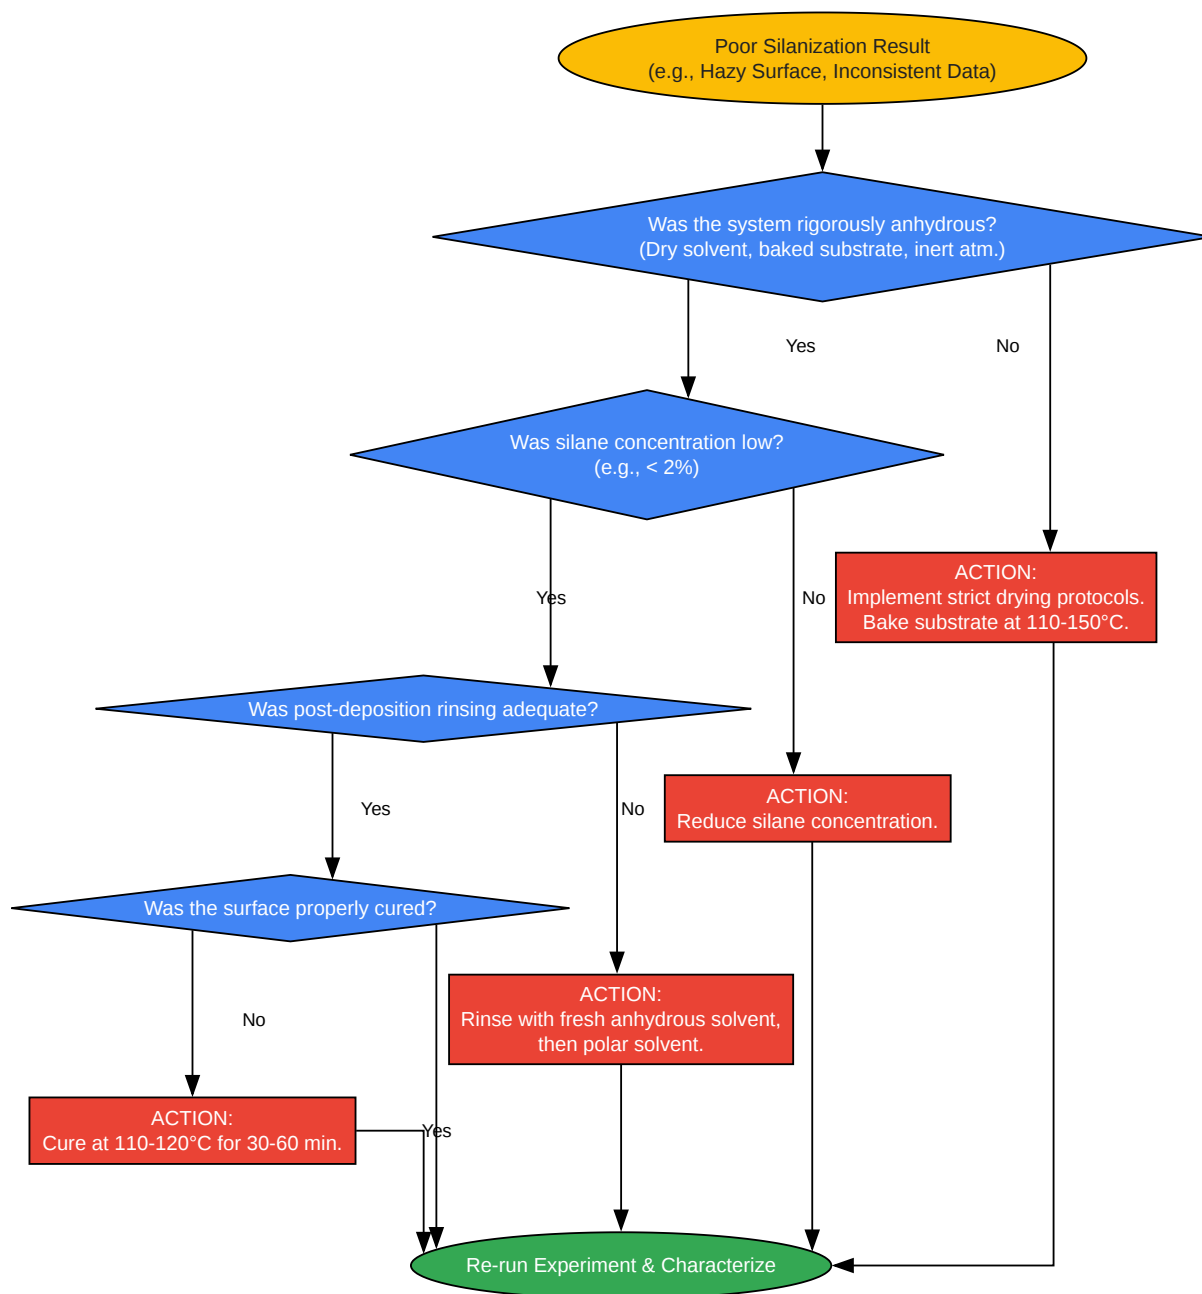 Poor Silanization Result
(e.g., Hazy Surface, Inconsistent Data)
Was the system rigorously anhydrous?
(Dry solvent, baked substrate, inert atm.)
Yes
No
Was silane concentration low?
(e.g., < 2%)
Yes
No
ACTION:
Implement strict drying protocols.
Bake substrate at 110-150°C.
Was post-deposition rinsing adequate?
Yes
No
ACTION:
Reduce silane concentration.
Was the surface properly cured?
No
Yes
ACTION:
Rinse with fresh anhydrous solvent,
then polar solvent.
ACTION:
Cure at 110-120°C for 30-60 min.
Re-run Experiment & Characterize